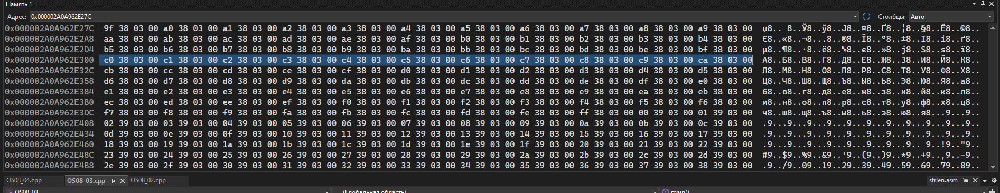 Память 1
Адрес: 0x000002A0A962E27C Столбцы: Авто
0x000002A0A962E27C 9f 38 03 00 a0 38 03 00 a1 38 03 00 a2 38 03 00 a3 38 03 00 a4 38 03 00 a5 38 03 00 a6 38 03 00 a7 38 03 00 a8 38 03 00 a9 38 03 00 џ8.. 8..Ў8..ў8..Ј8..¤8..Ґ8..¦8..§8..Ё8..©8..
0x000002A0A962E2A8 aa 38 03 00 ab 38 03 00 ac 38 03 00 ad 38 03 00 ae 38 03 00 af 38 03 00 b0 38 03 00 b1 38 03 00 b2 38 03 00 b3 38 03 00 b4 38 03 00 Є8..«8..¬8.. 8..®8..Ї8..°8..±8..І8..і8..ґ8..
0x000002A0A962E2D4 b5 38 03 00 b6 38 03 00 b7 38 03 00 b8 38 03 00 b9 38 03 00 ba 38 03 00 bb 38 03 00 bc 38 03 00 bd 38 03 00 be 38 03 00 bf 38 03 00 µ8..¶8..·8..ё8..№8..є8..»8..ј8..Ѕ8..ѕ8..ї8..
0x000002A0A962E300 c0 38 03 00 c1 38 03 00 c2 38 03 00 c3 38 03 00 c4 38 03 00 c5 38 03 00 c6 38 03 00 c7 38 03 00 c8 38 03 00 c9 38 03 00 ca 38 03 00 А8..Б8..В8..Г8..Д8..Е8..Ж8..З8..И8..Й8..К8..
0x000002A0A962E32C cb 38 03 00 cc 38 03 00 cd 38 03 00 ce 38 03 00 cf 38 03 00 d0 38 03 00 d1 38 03 00 d2 38 03 00 d3 38 03 00 d4 38 03 00 d5 38 03 00 Л8..М8..Н8..О8..П8..Р8..С8..Т8..У8..Ф8..Х8..
0x000002A0A962E358 d6 38 03 00 d7 38 03 00 d8 38 03 00 d9 38 03 00 da 38 03 00 db 38 03 00 dc 38 03 00 dd 38 03 00 de 38 03 00 df 38 03 00 e0 38 03 00 Ц8..Ч8..Ш8..Щ8..Ъ8..Ы8..Ь8..Э8..Ю8..Я8..а8..
0x000002A0A962E384 e1 38 03 00 e2 38 03 00 e3 38 03 00 e4 38 03 00 e5 38 03 00 e6 38 03 00 e7 38 03 00 e8 38 03 00 e9 38 03 00 ea 38 03 00 eb 38 03 00 б8..в8..г8..д8..е8..ж8..з8..и8..й8..к8..л8..
0x000002A0A962E3B0 ec 38 03 00 ed 38 03 00 ee 38 03 00 ef 38 03 00 f0 38 03 00 f1 38 03 00 f2 38 03 00 f3 38 03 00 f4 38 03 00 f5 38 03 00 f6 38 03 00 м8..н8..о8..п8..р8..с8..т8..у8..ф8..х8..ц8..
0x000002A0A962E3DC f7 38 03 00 f8 38 03 00 f9 38 03 00 fa 38 03 00 fb 38 03 00 fc 38 03 00 fd 38 03 00 fe 38 03 00 ff 38 03 00 00 39 03 00 01 39 03 00 ч8..ш8..щ8..ъ8..ы8..ь8..э8..ю8..я8...9...9..
0x000002A0A962E408 02 39 03 00 03 39 03 00 04 39 03 00 05 39 03 00 06 39 03 00 07 39 03 00 08 39 03 00 09 39 03 00 0a 39 03 00 0b 39 03 00 0c 39 03 00 .9...9...9...9...9...9...9...9...9...9...9..
0x000002A0A962E434 0d 39 03 00 0e 39 03 00 0f 39 03 00 10 39 03 00 11 39 03 00 12 39 03 00 13 39 03 00 14 39 03 00 15 39 03 00 16 39 03 00 17 39 03 00 .9...9...9...9...9...9...9...9...9...9...9..
0x000002A0A962E460 18 39 03 00 19 39 03 00 1a 39 03 00 1b 39 03 00 1c 39 03 00 1d 39 03 00 1e 39 03 00 1f 39 03 00 20 39 03 00 21 39 03 00 22 39 03 00 .9...9...9...9...9...9...9...9.. 9..!9.."9..
0x000002A0A962E48C 23 39 03 00 24 39 03 00 25 39 03 00 26 39 03 00 27 39 03 00 28 39 03 00 29 39 03 00 2a 39 03 00 2b 39 03 00 2c 39 03 00 2d 39 03 00 #9..$9..%9..&9..'9..(9..)9..*9..+9..,9..-9..
0x000002A0A962E4B8 2e 39 03 00 2f 39 03 00 30 39 03 00 31 39 03 00 32 39 03 00 33 39 03 00 34 39 03 00 35 39 03 00 36 39 03 00 37 39 03 00 38 39 03 00 .9../9..09..19..29..39..49..59..69..79..89..
OS08_04.cpp OS08_03.cpp OS08_02.cpp strlen.asm
OS08_03 (Глобальная область) main()